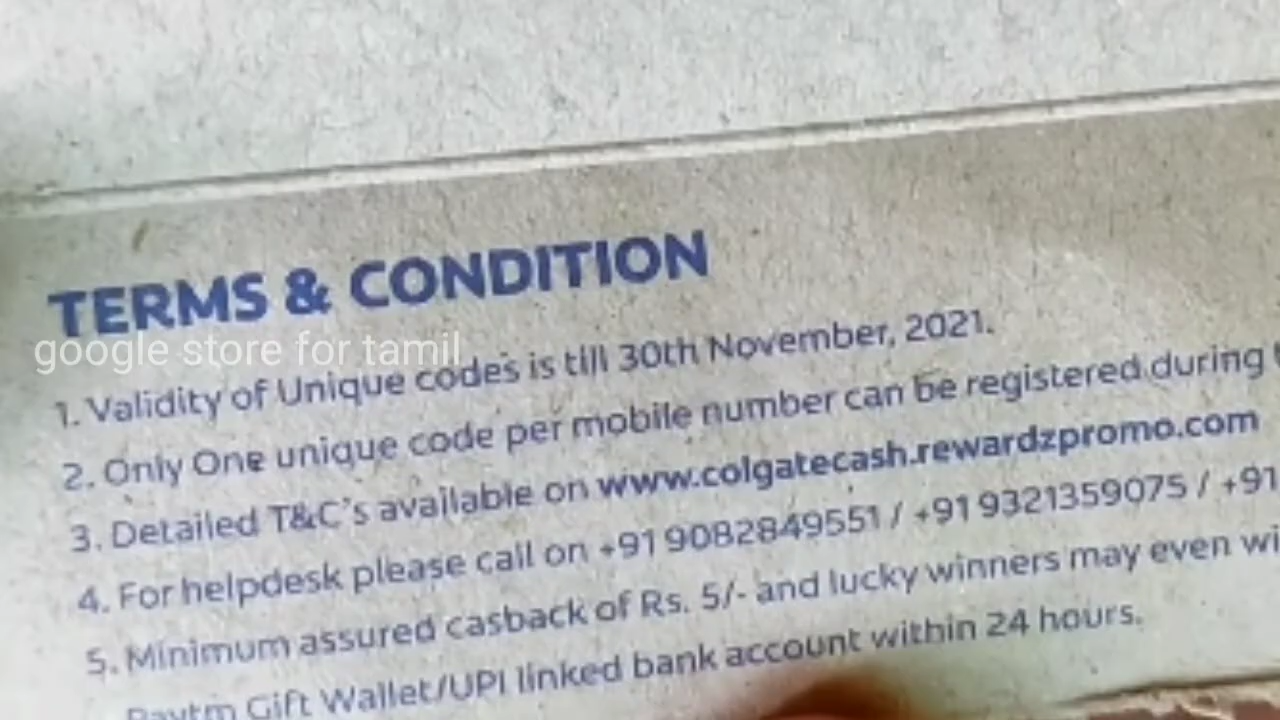 TERMS & CONDITION
google store for tamil
1. Validity of Unique codes is till 30th November, 2021.
2. Only One unique code per mobile number can be registered during
3. Detailed T&C's available on www.colgatecash.rewardzpromo.com
4. For helpdesk please call on +91 9082849551 / +91 9321359075 / +91
5. Minimum assured casback of Rs. 5/- and lucky winners may even wi
Paytm Gift Wallet/UPI linked bank account within 24 hours.